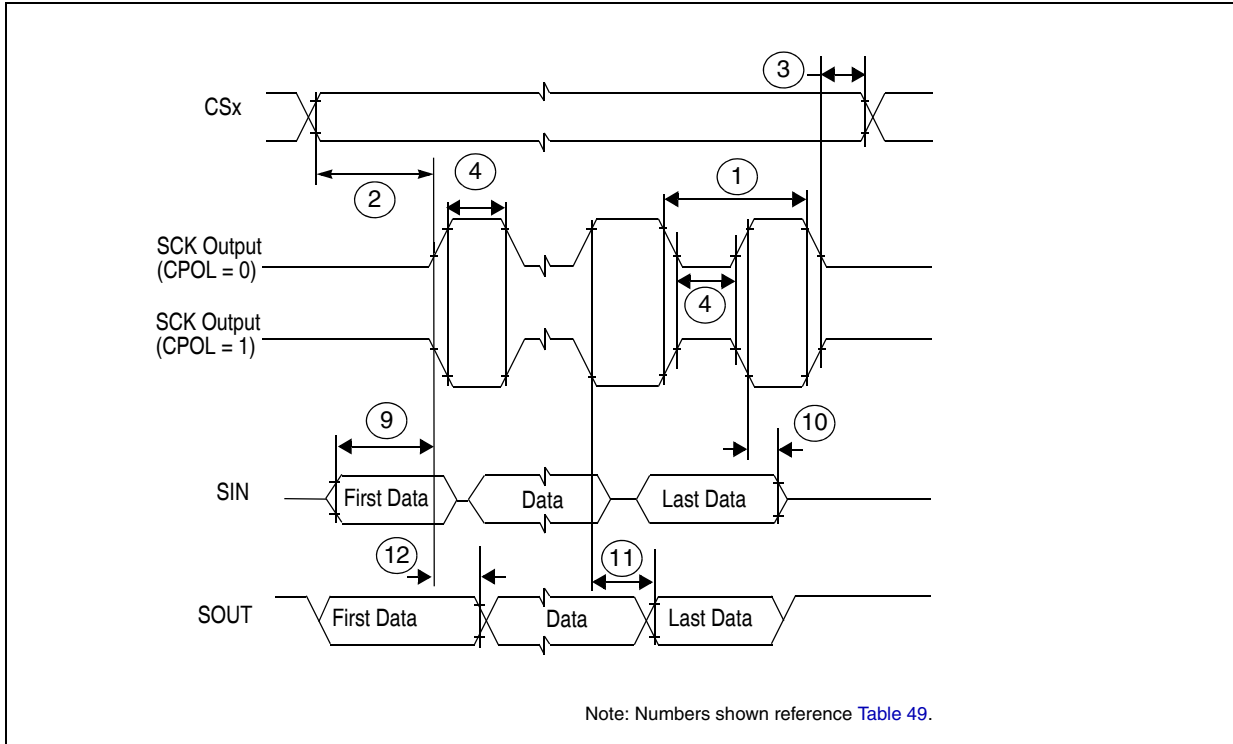 3
CSx
2
4
1
SCK Output
(CPOL = 0)
4
SCK Output
(CPOL = 1)
9
10
SIN
First Data
Data
Last Data
12
11
SOUT
First Data
Data
Last Data
Note: Numbers shown reference Table 49.